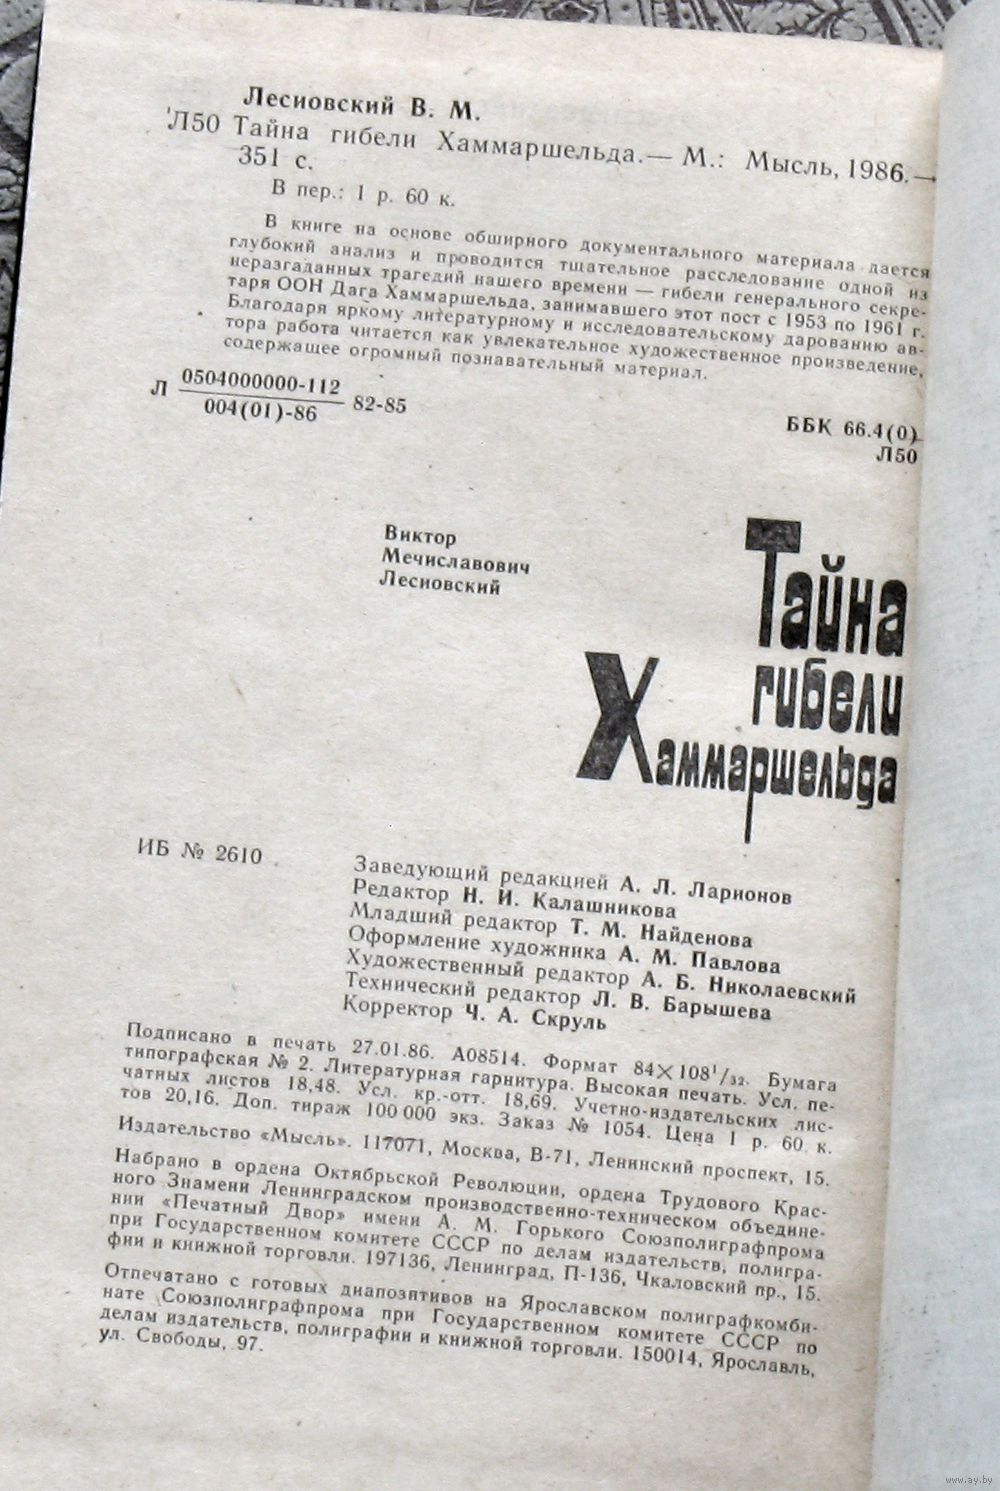 Лесиовский В. М.
Л50 Тайна гибели Хаммаршельда.— М.: Мысль, 1986.—
351 с.
В пер.: 1 р. 60 к.
В книге на основе обширного документального материала дается
глубокий анализ и проводится тщательное расследование одной из
неразгаданных трагедий нашего времени — гибели генерального секре-
таря ООН Дага Хаммаршельда, занимавшего этот пост с 1953 по 1961 г.
Благодаря яркому литературному и исследовательскому дарованию ав-
тора работа читается как увлекательное художественное произведение,
содержащее огромный познавательный материал.
Л 0504000000-112
004(01)-86 82-85
ББК 66.4(0)
Л50
Виктор
Мечиславович
Лесиовский
Тайна
гибели
Хаммаршельда
ИБ № 2610
Заведующий редакцией А. Л. Ларионов
Редактор Н. И. Калашникова
Младший редактор Т. М. Найденова
Оформление художника А. М. Павлова
Художественный редактор А. Б. Николаевский
Технический редактор Л. В. Барышева
Корректор Ч. А. Скруль
Подписано в печать 27.01.86. А08514. Формат 84×108¹/₃₂. Бумага
типографская № 2. Литературная гарнитура. Высокая печать. Усл. пе-
чатных листов 18,48. Усл. кр.-отт. 18,69. Учетно-издательских лис-
тов 20,16. Доп. тираж 100 000 экз. Заказ № 1054. Цена 1 р. 60 к.
Издательство «Мысль». 117071, Москва, В-71, Ленинский проспект, 15.
Набрано в ордена Октябрьской Революции, ордена Трудового Крас-
ного Знамени Ленинградском производственно-техническом объедине-
нии «Печатный Двор» имени А. М. Горького Союзполиграфпрома
при Государственном комитете СССР по делам издательств, полигра-
фии и книжной торговли. 197136, Ленинград, П-136, Чкаловский пр., 15.
Отпечатано с готовых диапозитивов на Ярославском полиграфкомби-
нате Союзполиграфпрома при Государственном комитете СССР по
делам издательств, полиграфии и книжной торговли. 150014, Ярославль,
ул. Свободы, 97.
www.ay.by